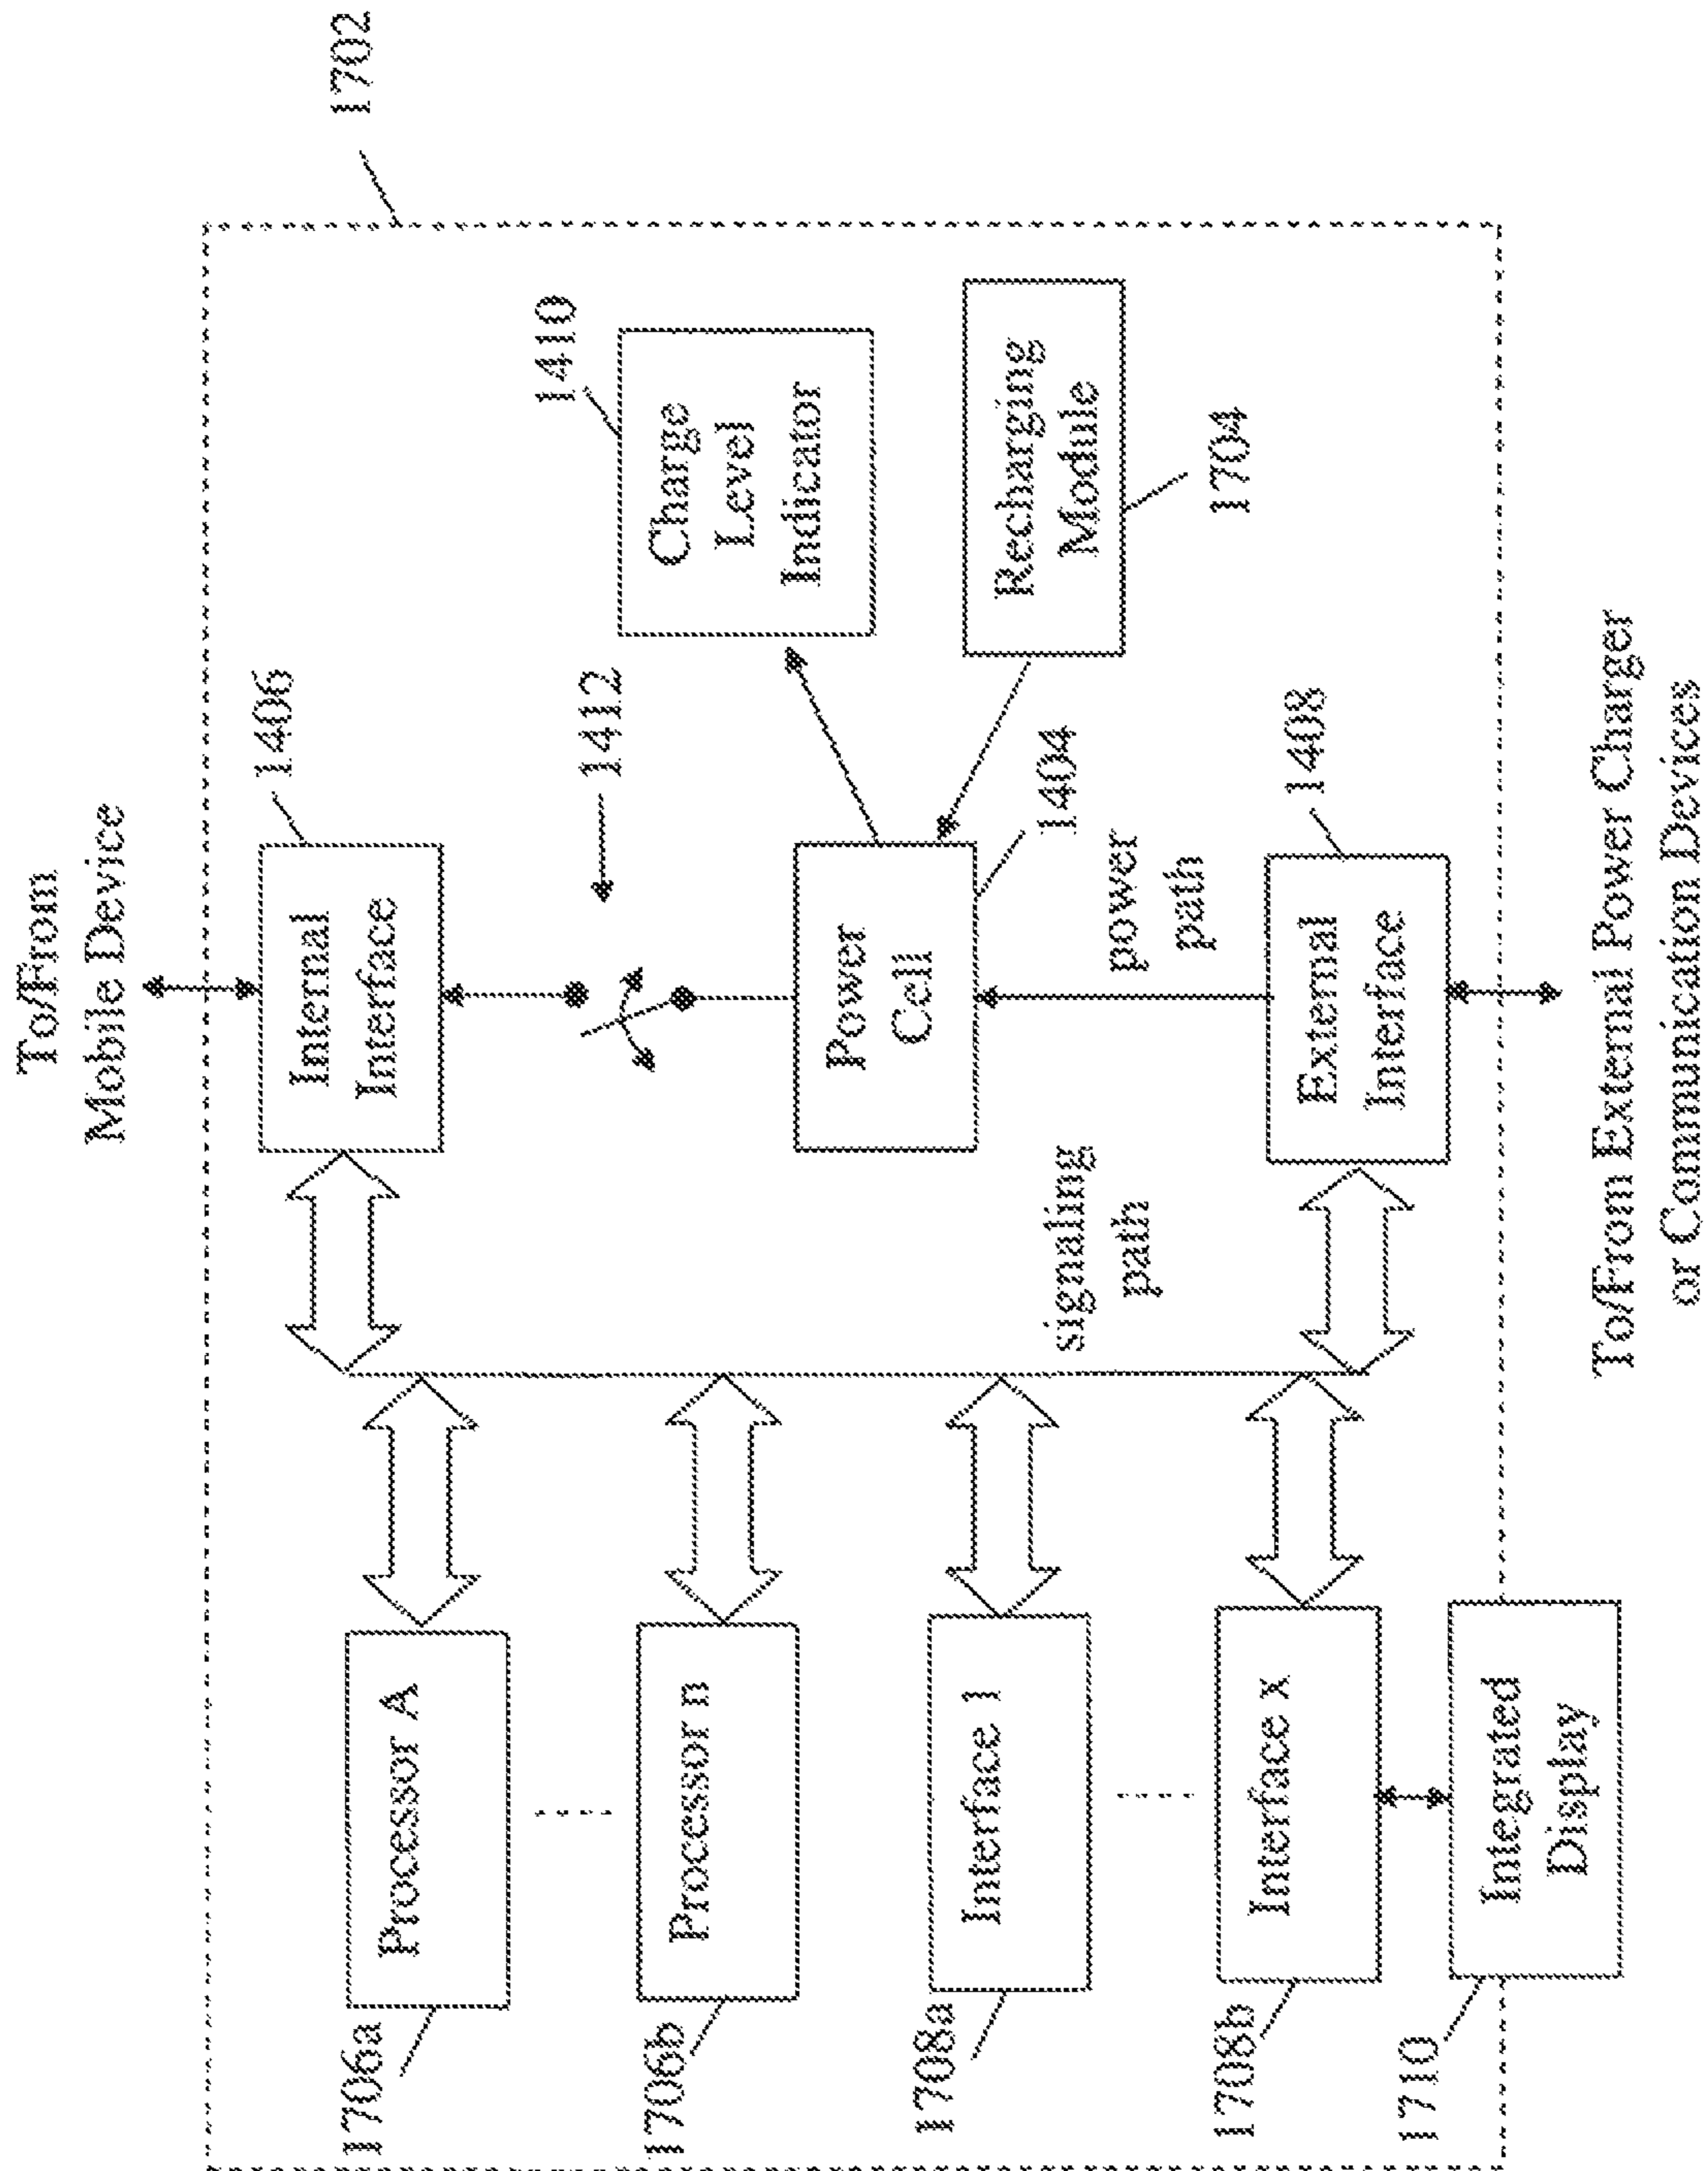 To/From
Mobile Device
1702
1706a
Processor A
Internal
Interface
1406
1706b
Processor n
1412
1410
Charge
Level
Indicator
1708a
Interface 1
signaling
path
Power
Cell
1404
Recharging
Module
1704
power
path
1708b
Interface x
External
Interface
1408
1710
Integrated
Display
To/From External Power Charger
or Communication Devices